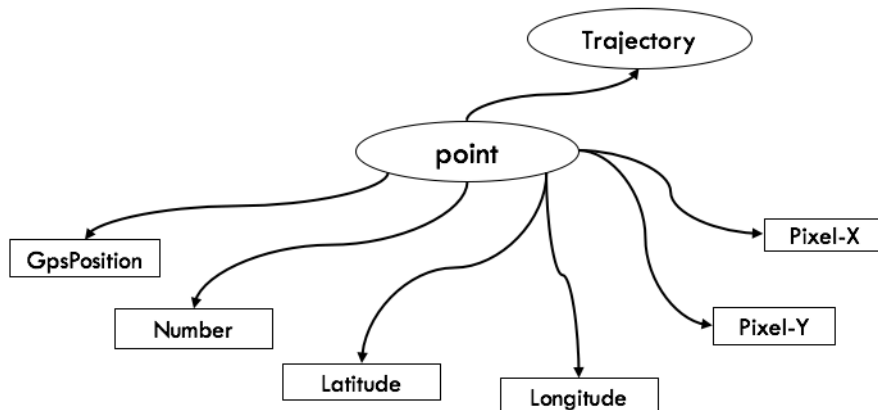 Trajectory
point
GpsPosition
Number
Latitude
Longitude
Pixel-Y
Pixel-X